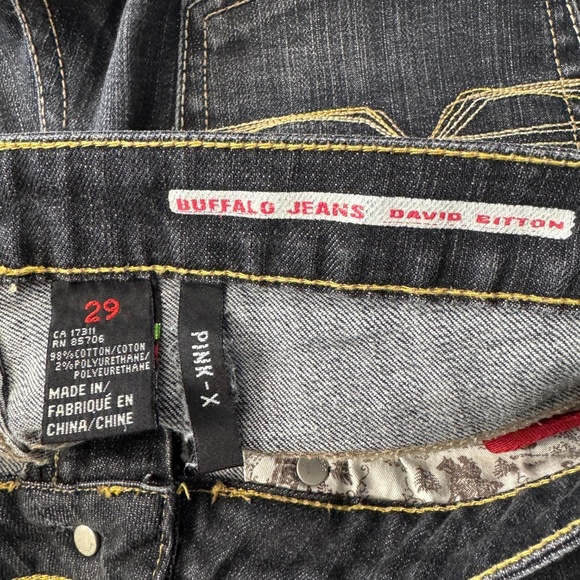 BUFFALO JEANS DAVID BITTON
29
CA 17311
RN 85706
98% COTTON/COTON
2% POLYURETHANE/
POLYEURETHANE
MADE IN/
FABRIQUÉ EN
CHINA/CHINE
PINK - X